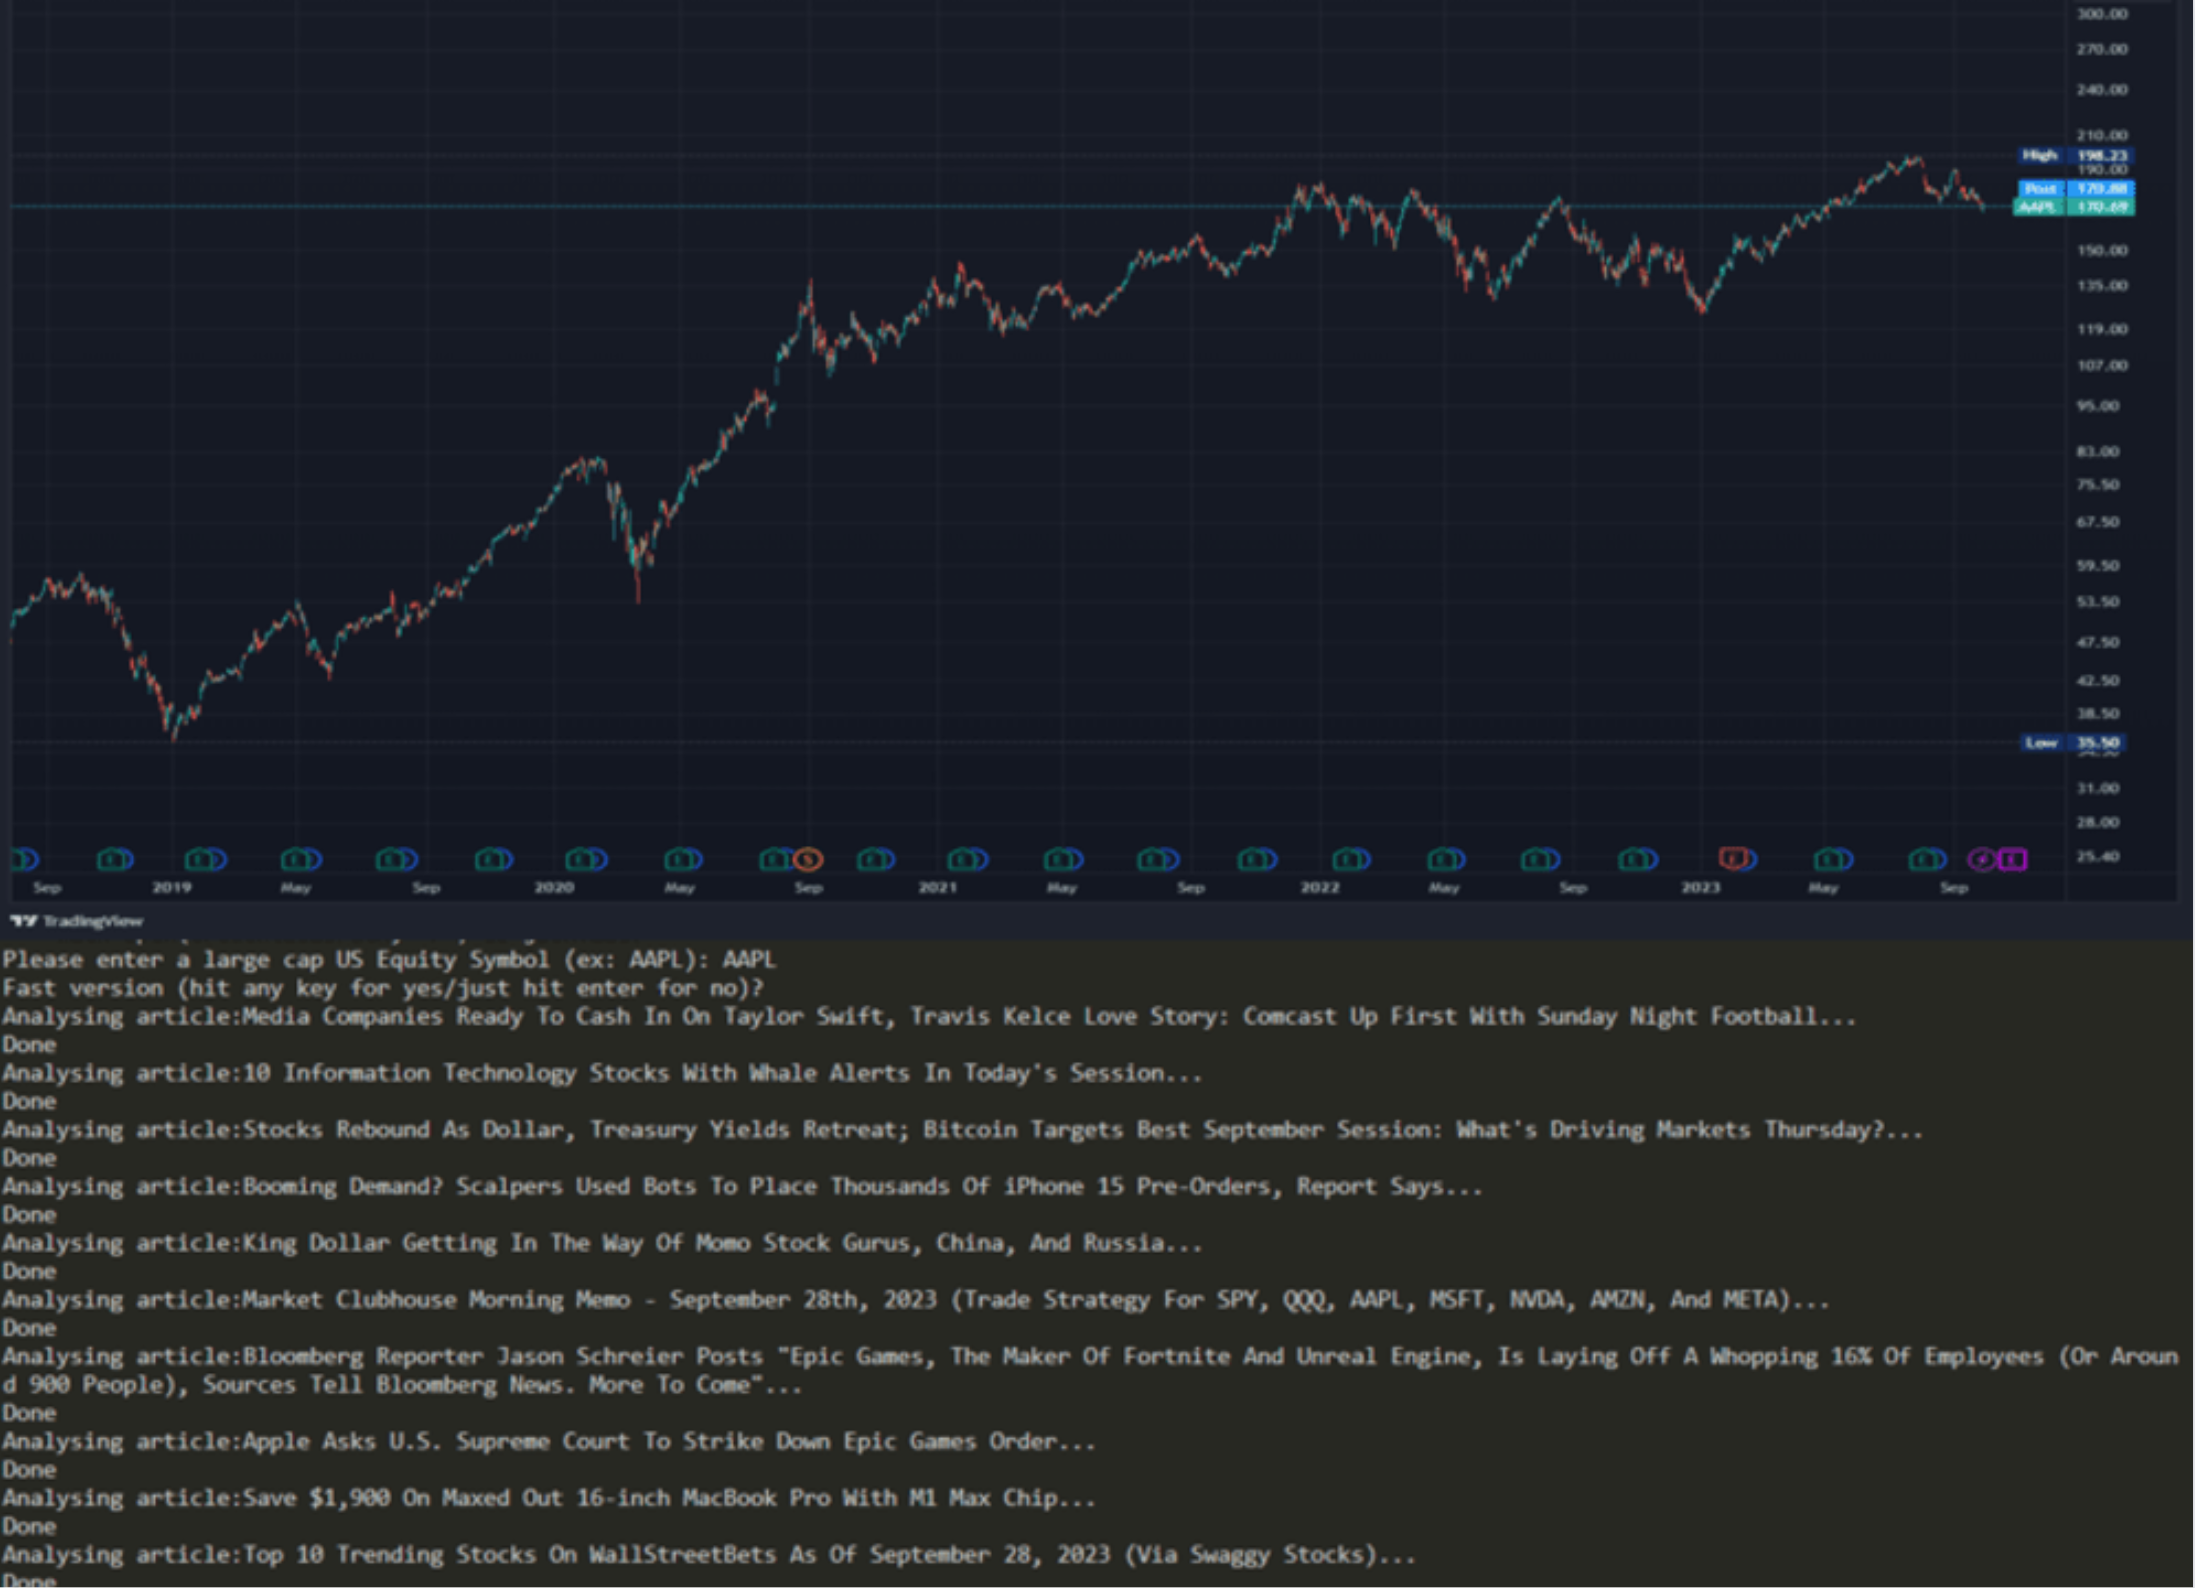 300.00
270.00
240.00
210.00
High 198.23
190.00
Post 170.88
AAPL 170.69
150.00
135.00
119.00
107.00
95.00
83.00
75.50
67.50
59.50
53.50
47.50
42.50
38.50
Low 35.50
31.00
28.00
25.40
Sep 2019 May Sep 2020 May Sep 2021 May Sep 2022 May Sep 2023 May Sep
TradingView
Please enter a large cap US Equity Symbol (ex: AAPL): AAPL
Fast version (hit any key for yes/just hit enter for no)?
Analysing article:Media Companies Ready To Cash In On Taylor Swift, Travis Kelce Love Story: Comcast Up First With Sunday Night Football...
Done
Analysing article:10 Information Technology Stocks With Whale Alerts In Today's Session...
Done
Analysing article:Stocks Rebound As Dollar, Treasury Yields Retreat; Bitcoin Targets Best September Session: What's Driving Markets Thursday?...
Done
Analysing article:Booming Demand? Scalpers Used Bots To Place Thousands Of iPhone 15 Pre-Orders, Report Says...
Done
Analysing article:King Dollar Getting In The Way Of Momo Stock Gurus, China, And Russia...
Done
Analysing article:Market Clubhouse Morning Memo - September 28th, 2023 (Trade Strategy For SPY, QQQ, AAPL, MSFT, NVDA, AMZN, And META)...
Done
Analysing article:Bloomberg Reporter Jason Schreier Posts "Epic Games, The Maker Of Fortnite And Unreal Engine, Is Laying Off A Whopping 16% Of Employees (Or Aroun
d 900 People), Sources Tell Bloomberg News. More To Come"...
Done
Analysing article:Apple Asks U.S. Supreme Court To Strike Down Epic Games Order...
Done
Analysing article:Save $1,900 On Maxed Out 16-inch MacBook Pro With M1 Max Chip...
Done
Analysing article:Top 10 Trending Stocks On WallStreetBets As Of September 28, 2023 (Via Swaggy Stocks)...
Done